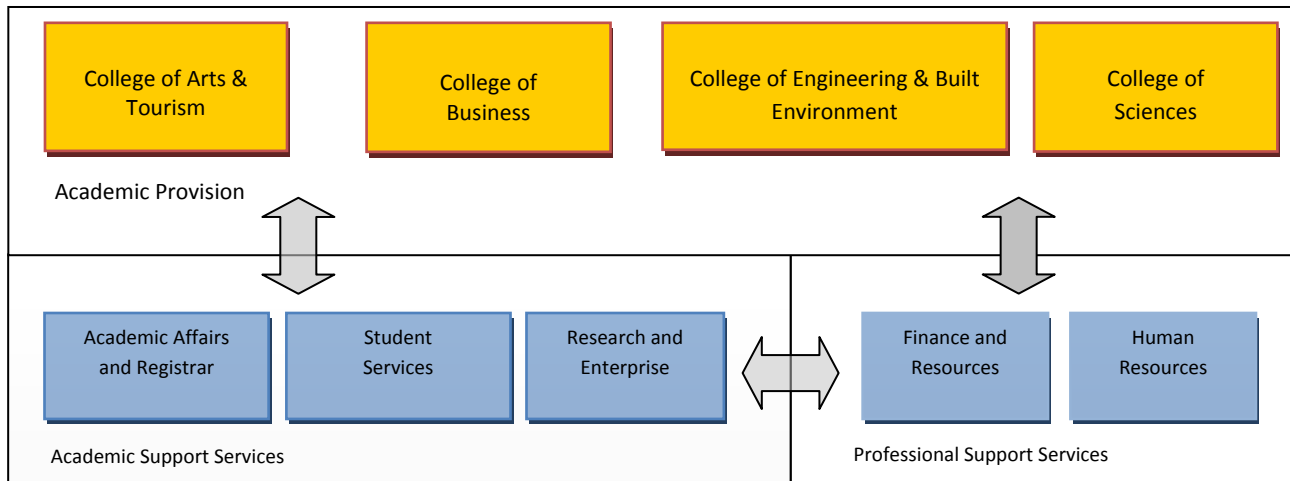 College of Arts &
Tourism
College of
Business
College of Engineering & Built
Environment
College of
Sciences
Academic Provision
Academic Affairs
and Registrar
Student
Services
Research and
Enterprise
Finance and
Resources
Human
Resources
Academic Support Services
Professional Support Services